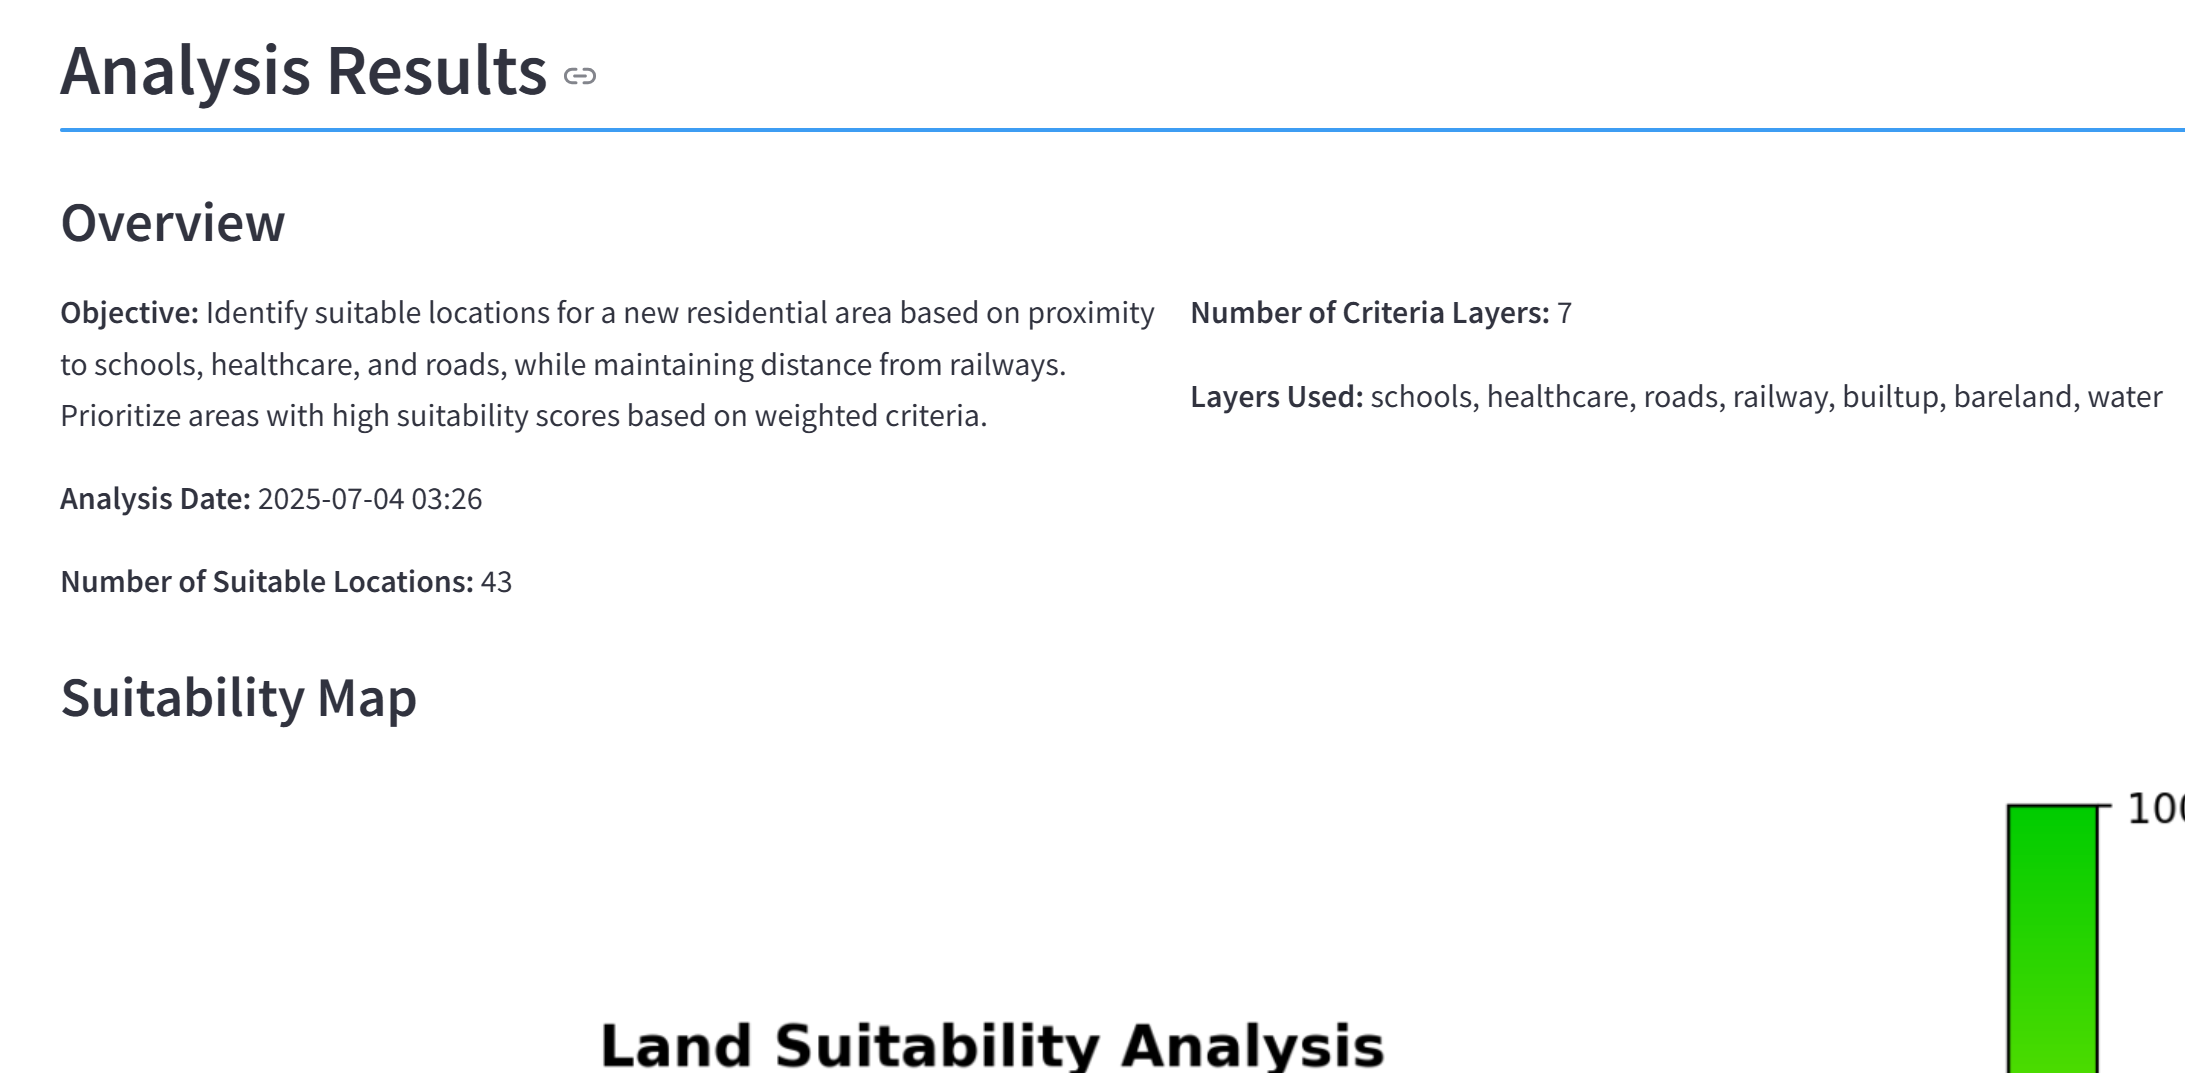 Analysis Results
Overview
Objective: Identify suitable locations for a new residential area based on proximity
to schools, healthcare, and roads, while maintaining distance from railways.
Prioritize areas with high suitability scores based on weighted criteria.
Analysis Date: 2025-07-04 03:26
Number of Suitable Locations: 43
Number of Criteria Layers: 7
Layers Used: schools, healthcare, roads, railway, builtup, bareland, water
Suitability Map
100
Land Suitability Analysis